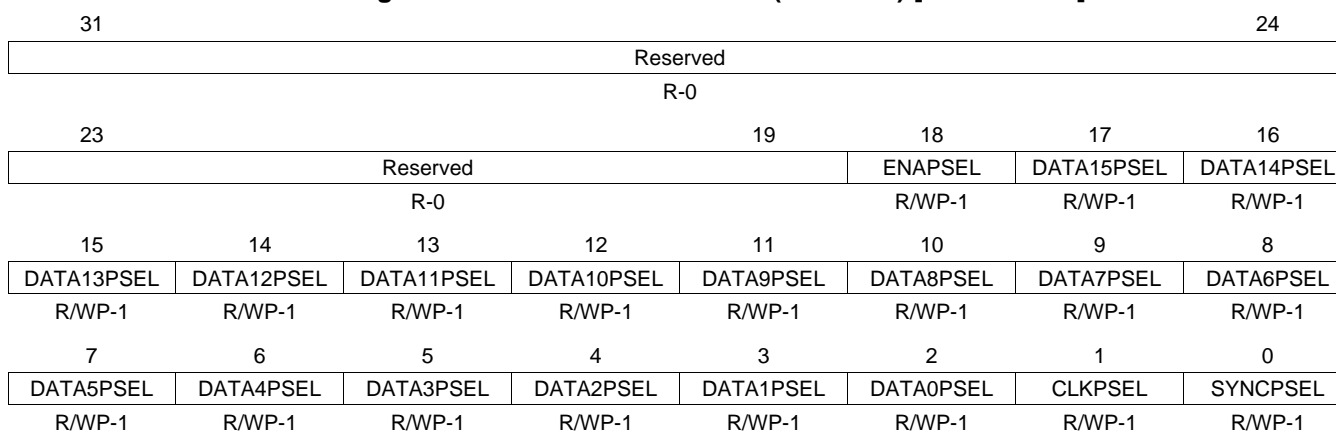 31 24
Reserved
R-0
23 19 18 17 16
Reserved ENAPSEL DATA15PSEL DATA14PSEL
R-0 R/WP-1 R/WP-1 R/WP-1
15 14 13 12 11 10 9 8
DATA13PSEL DATA12PSEL DATA11PSEL DATA10PSEL DATA9PSEL DATA8PSEL DATA7PSEL DATA6PSEL
R/WP-1 R/WP-1 R/WP-1 R/WP-1 R/WP-1 R/WP-1 R/WP-1 R/WP-1
7 6 5 4 3 2 1 0
DATA5PSEL DATA4PSEL DATA3PSEL DATA2PSEL DATA1PSEL DATA0PSEL CLKPSEL SYNCPSEL
R/WP-1 R/WP-1 R/WP-1 R/WP-1 R/WP-1 R/WP-1 R/WP-1 R/WP-1